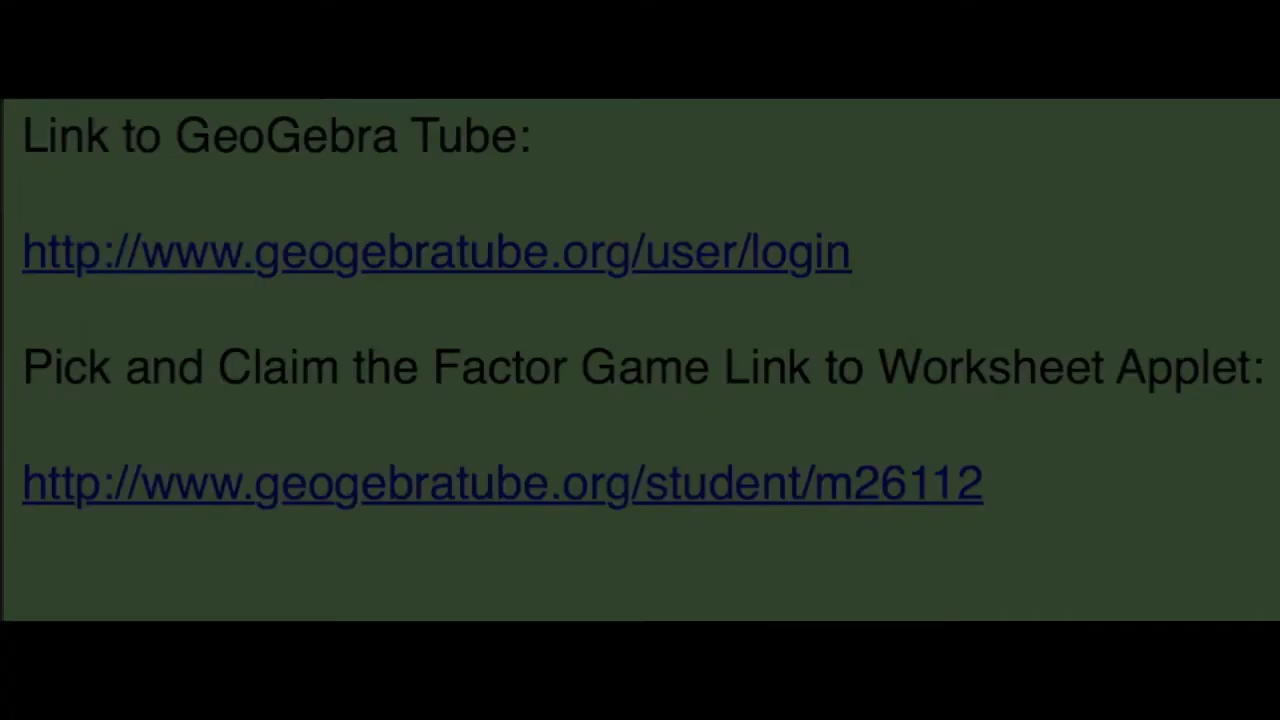 Link to GeoGebra Tube:
http://www.geogebratube.org/user/login
Pick and Claim the Factor Game Link to Worksheet Applet:
http://www.geogebratube.org/student/m26112